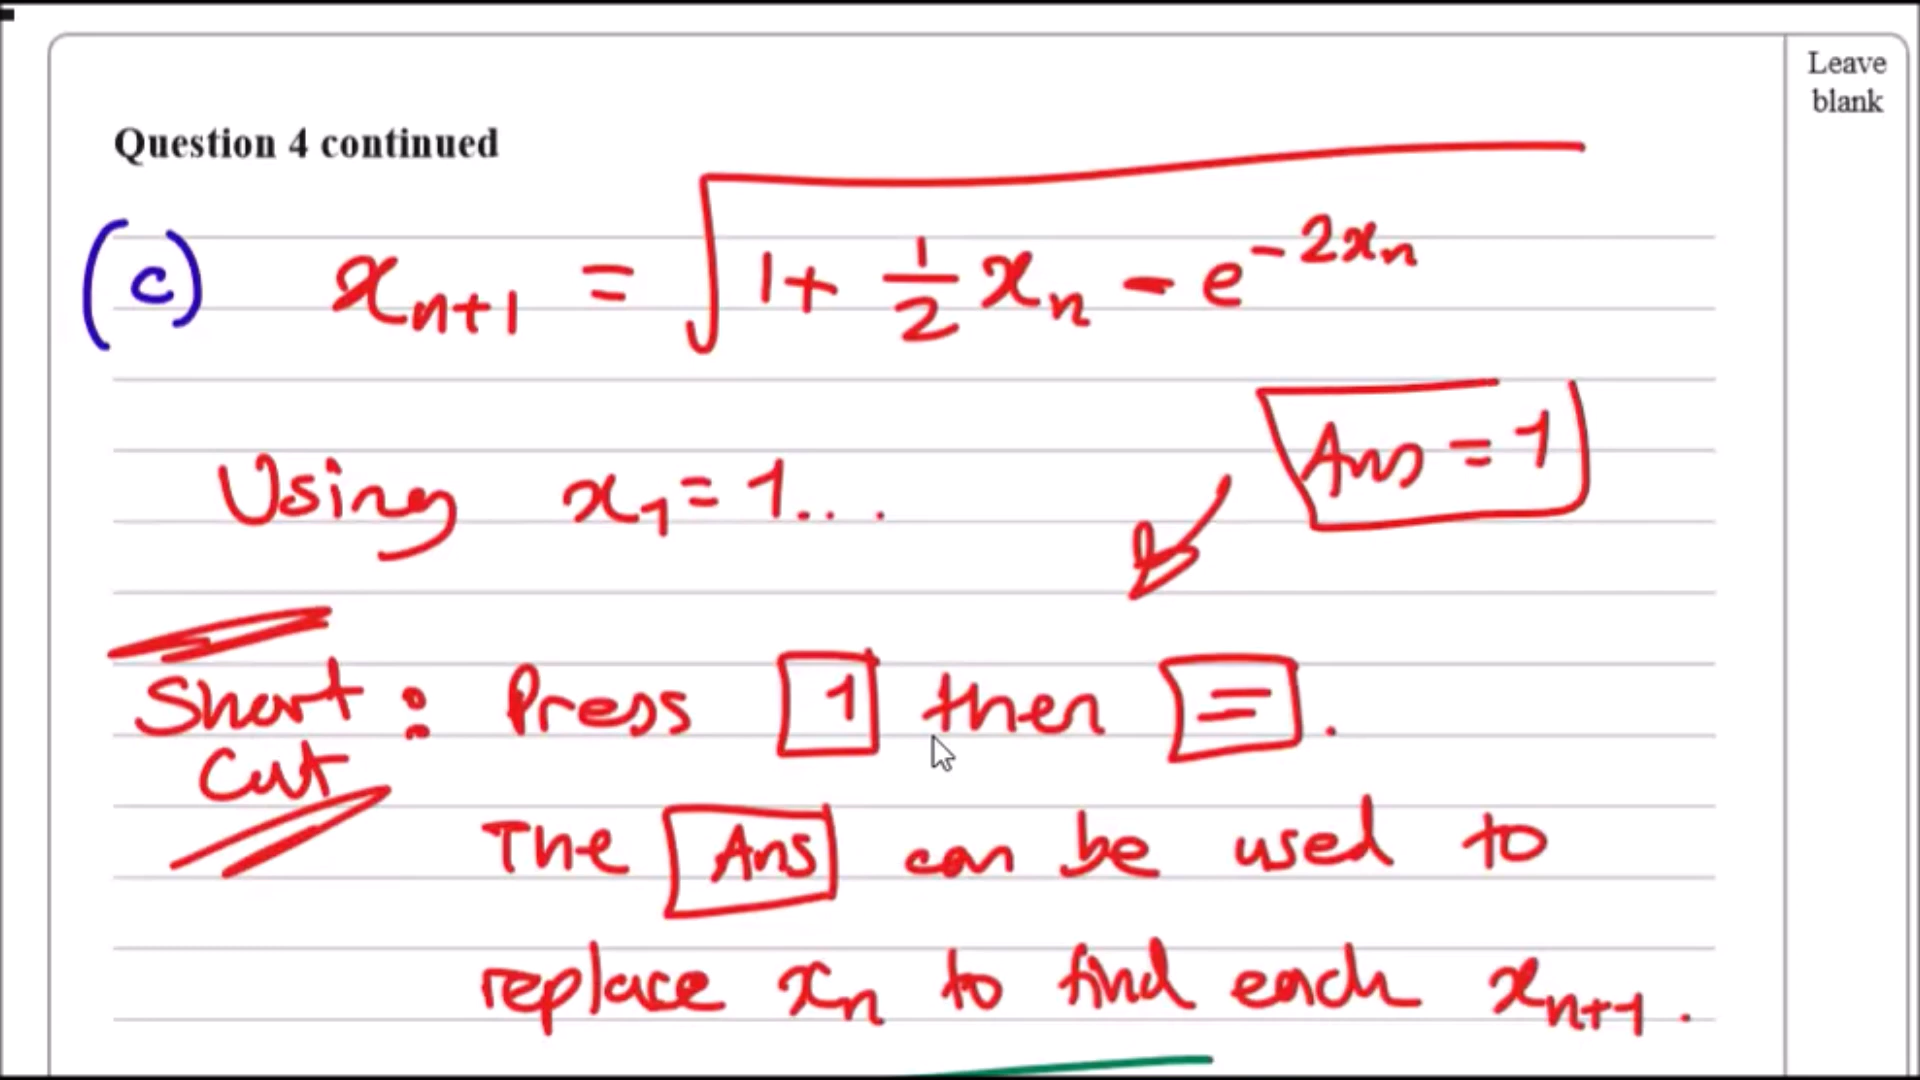 Leave
blank
Question 4 continued
(c) xₙ₊₁ = √(1 + ½xₙ - e^(-2xₙ))
Ans = 1
Using x₁ = 1...
Short : Press 1 then = .
Cut
The Ans can be used to
replace xₙ to find each xₙ₊₁ .